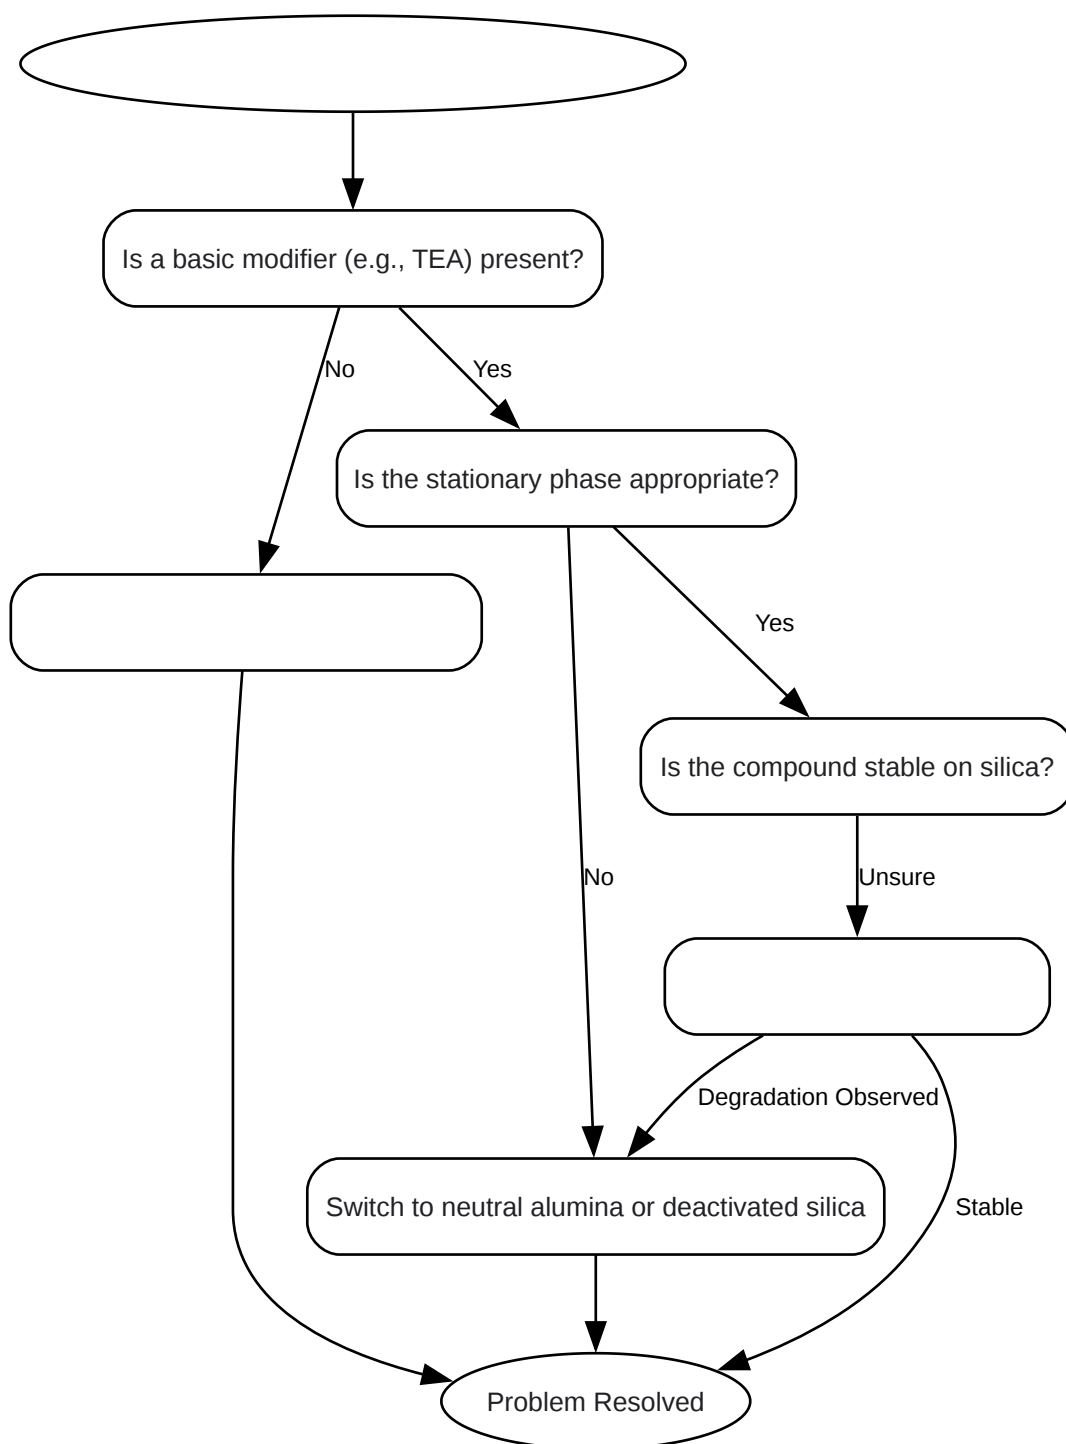 Is a basic modifier (e.g., TEA) present?
No
Yes
Is the stationary phase appropriate?
Yes
Is the compound stable on silica?
No
Unsure
Degradation Observed
Switch to neutral alumina or deactivated silica
Stable
Problem Resolved